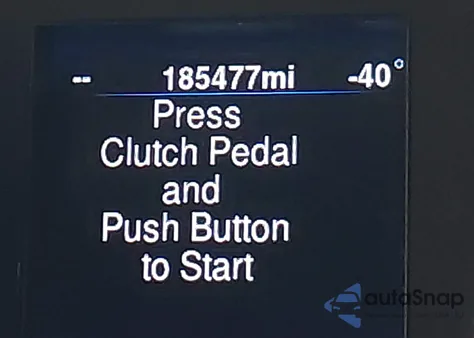 -- 185477mi -40°
Press
Clutch Pedal
and
Push Button
to Start
autoSnap